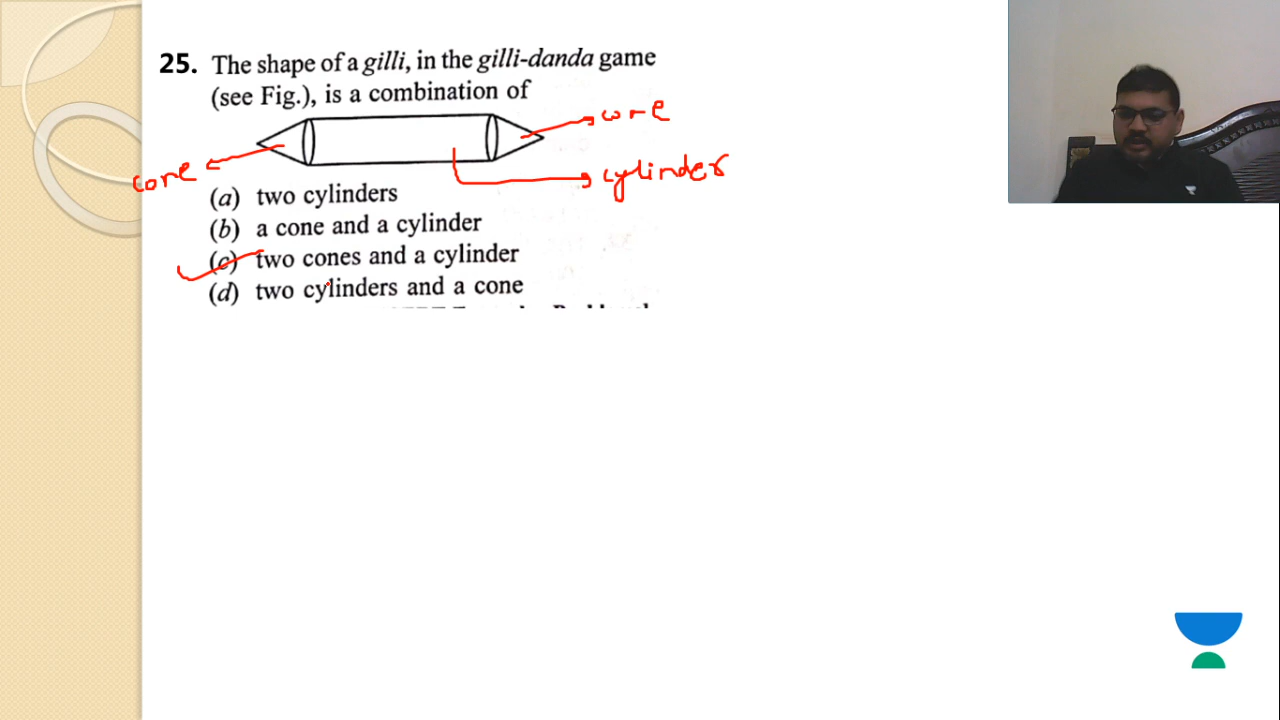 25. The shape of a gilli, in the gilli-danda game
(see Fig.), is a combination of
cone
cone
cylinder
(a) two cylinders
(b) a cone and a cylinder
(c) two cones and a cylinder
(d) two cylinders and a cone